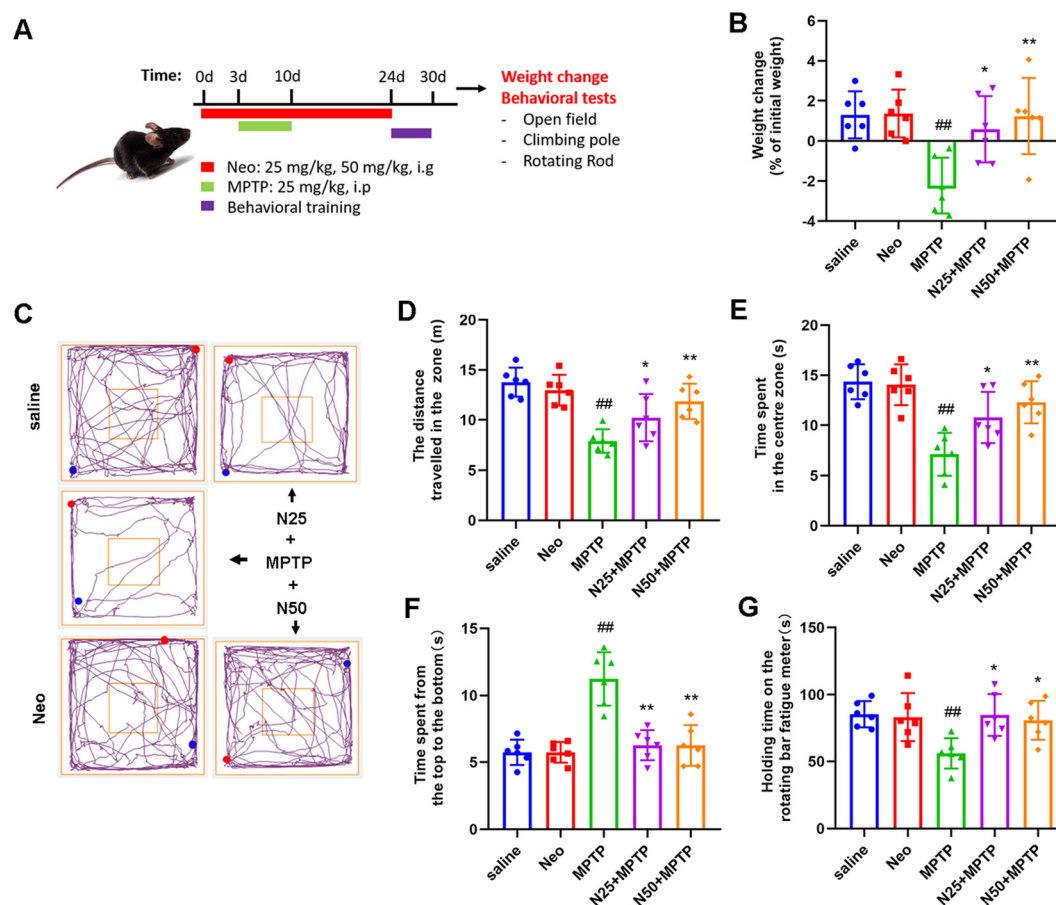 A
Time: 0d 3d 10d 24d 30d
Weight change
Behavioral tests
- Open field
- Climbing pole
- Rotating Rod
Neo: 25 mg/kg, 50 mg/kg, i.g
MPTP: 25 mg/kg, i.p
Behavioral training
B
Weight change
(% of initial weight)
6
4
2
0
-2
-4
##
*
**
saline
Neo
MPTP
N25+MPTP
N50+MPTP
C
saline
Neo
N25
+
MPTP
+
N50
D
The distance
travelled in the zone (m)
20
15
10
5
0
##
*
**
saline
Neo
MPTP
N25+MPTP
N50+MPTP
E
Time spent
in the centre zone (s)
20
15
10
5
0
##
*
**
saline
Neo
MPTP
N25+MPTP
N50+MPTP
F
Time spent from
the top to the bottom(s)
20
15
10
5
0
##
**
**
saline
Neo
MPTP
N25+MPTP
N50+MPTP
G
Holding time on the
rotating bar fatigue meter(s)
150
100
50
0
##
*
*
saline
Neo
MPTP
N25+MPTP
N50+MPTP